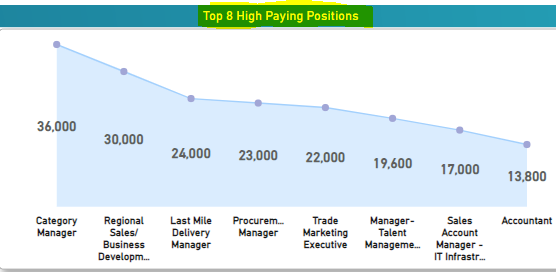 Top 8 High Paying Positions
36,000
30,000
24,000
23,000
22,000
19,600
17,000
13,800
Category
Manager
Regional
Sales/
Business
Developm...
Last Mile
Delivery
Manager
Procurem...
Manager
Trade
Marketing
Executive
Manager-
Talent
Manageme...
Sales
Account
Manager -
IT Infrastr...
Accountant